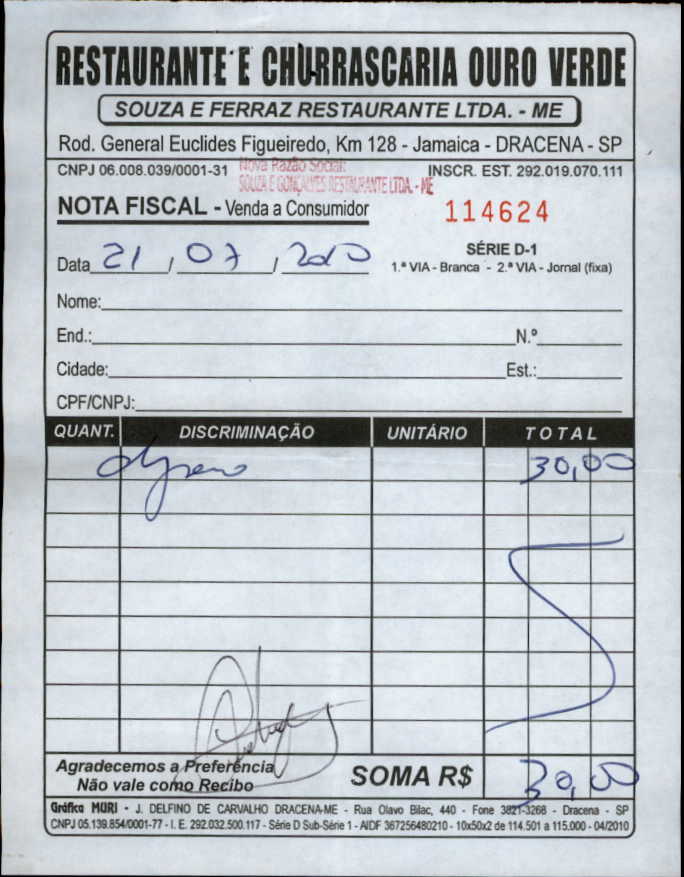 RESTAURANTE E CHURRASCARIA OURO VERDE
SOUZA E FERRAZ RESTAURANTE LTDA. - ME
Rod. General Euclides Figueiredo, Km 128 - Jamaica - DRACENA - SP
CNPJ 06.008.039/0001-31 Nova Razão Social: INSCR. EST. 292.019.070.111
SOUZA E GONÇALVES RESTAURANTE LTDA. - ME
NOTA FISCAL - Venda a Consumidor 114624
SÉRIE D-1
Data 21 / 07 / 2010 1.ª VIA - Branca - 2.ª VIA - Jornal (fixa)
Nome:
End.: N.º
Cidade: Est.:
CPF/CNPJ:
QUANT. DISCRIMINAÇÃO UNITÁRIO TOTAL
30,00
Agradecemos a Preferência
Não vale como Recibo SOMA R$ 30,00
Gráfica MURI - J. DELFINO DE CARVALHO DRACENA-ME - Rua Olavo Bilac, 440 - Fone 3821-3268 - Dracena - SP
CNPJ 05.139.854/0001-77 - I. E. 292.032.500.117 - Série D Sub-Série 1 - AIDF 367256480210 - 10x50x2 de 114.501 a 115.000 - 04/2010